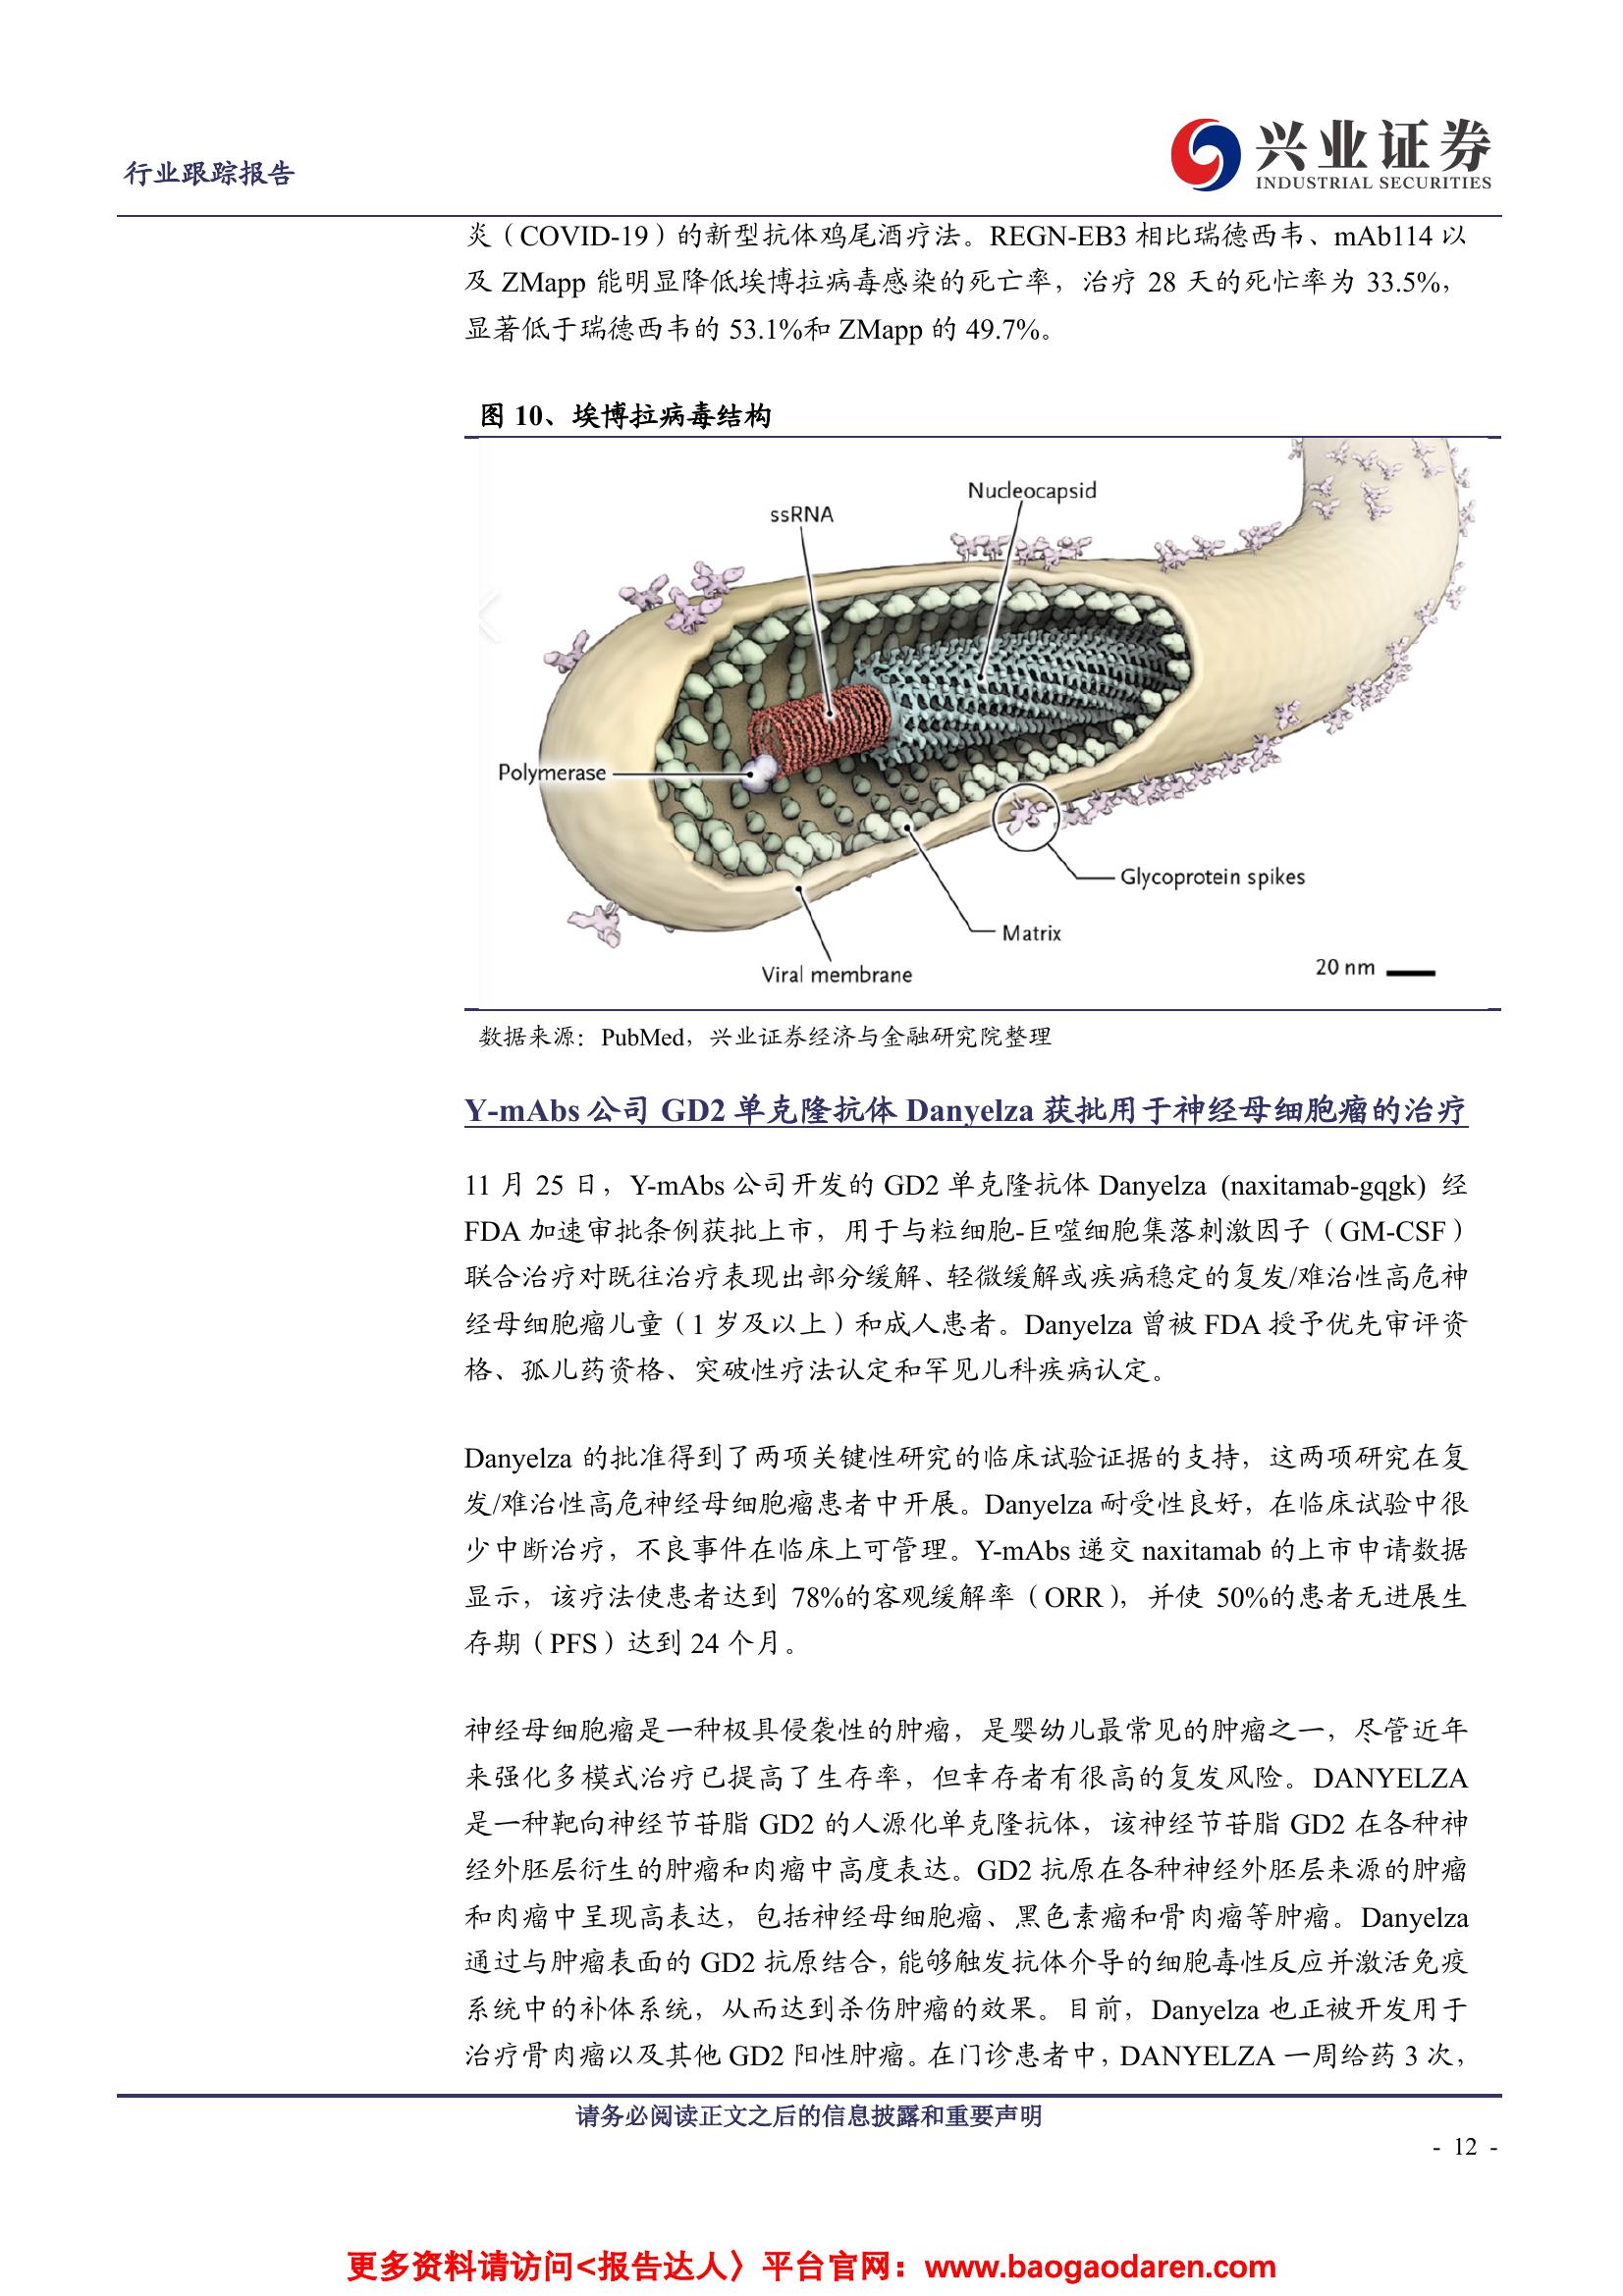 行业跟踪报告
兴业证券
INDUSTRIAL SECURITIES
炎（COVID-19）的新型抗体鸡尾酒疗法。REGN-EB3 相比瑞德西韦、mAb114 以
及 ZMapp 能明显降低埃博拉病毒感染的死亡率，治疗 28 天的死忙率为 33.5%，
显著低于瑞德西韦的 53.1%和 ZMapp 的 49.7%。
图 10、埃博拉病毒结构
Nucleocapsid
ssRNA
Polymerase
Glycoprotein spikes
Matrix
Viral membrane
20 nm
数据来源：PubMed，兴业证券经济与金融研究院整理
Y-mAbs 公司 GD2 单克隆抗体 Danyelza 获批用于神经母细胞瘤的治疗
11 月 25 日，Y-mAbs 公司开发的 GD2 单克隆抗体 Danyelza (naxitamab-gqgk) 经
FDA 加速审批条例获批上市，用于与粒细胞-巨噬细胞集落刺激因子（GM-CSF）
联合治疗对既往治疗表现出部分缓解、轻微缓解或疾病稳定的复发/难治性高危神
经母细胞瘤儿童（1 岁及以上）和成人患者。Danyelza 曾被 FDA 授予优先审评资
格、孤儿药资格、突破性疗法认定和罕见儿科疾病认定。
Danyelza 的批准得到了两项关键性研究的临床试验证据的支持，这两项研究在复
发/难治性高危神经母细胞瘤患者中开展。Danyelza 耐受性良好，在临床试验中很
少中断治疗，不良事件在临床上可管理。Y-mAbs 递交 naxitamab 的上市申请数据
显示，该疗法使患者达到 78%的客观缓解率（ORR），并使 50%的患者无进展生
存期（PFS）达到 24 个月。
神经母细胞瘤是一种极具侵袭性的肿瘤，是婴幼儿最常见的肿瘤之一，尽管近年
来强化多模式治疗已提高了生存率，但幸存者有很高的复发风险。DANYELZA
是一种靶向神经节苷脂 GD2 的人源化单克隆抗体，该神经节苷脂 GD2 在各种神
经外胚层衍生的肿瘤和肉瘤中高度表达。GD2 抗原在各种神经外胚层来源的肿瘤
和肉瘤中呈现高表达，包括神经母细胞瘤、黑色素瘤和骨肉瘤等肿瘤。Danyelza
通过与肿瘤表面的 GD2 抗原结合，能够触发抗体介导的细胞毒性反应并激活免疫
系统中的补体系统，从而达到杀伤肿瘤的效果。目前，Danyelza 也正被开发用于
治疗骨肉瘤以及其他 GD2 阳性肿瘤。在门诊患者中，DANYELZA 一周给药 3 次，
请务必阅读正文之后的信息披露和重要声明
- 12 -
更多资料请访问<报告达人〉平台官网：www.baogaodaren.com